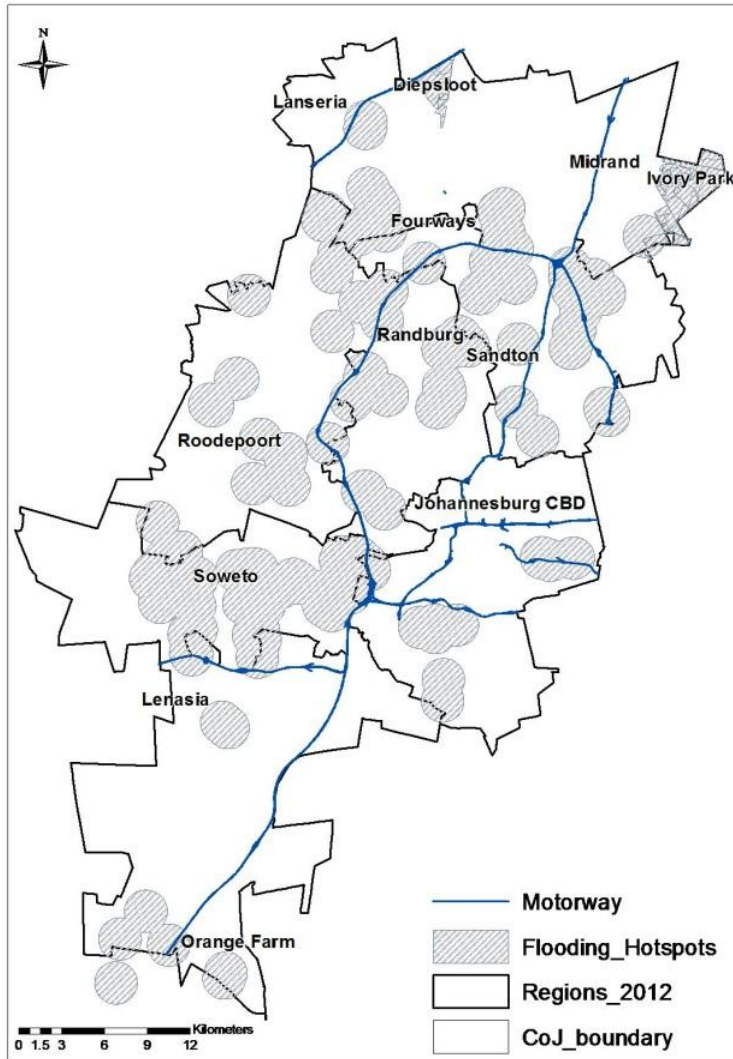 N
Diepsloot
Lanseria
Midrand
Ivory Park
Fourways
Randburg
Sandton
Roodepoort
Johannesburg CBD
Soweto
Lenasia
Orange Farm
Motorway
Flooding_Hotspots
Regions_2012
CoJ_boundary
Kilometers
0 1.5 3 6 9 12